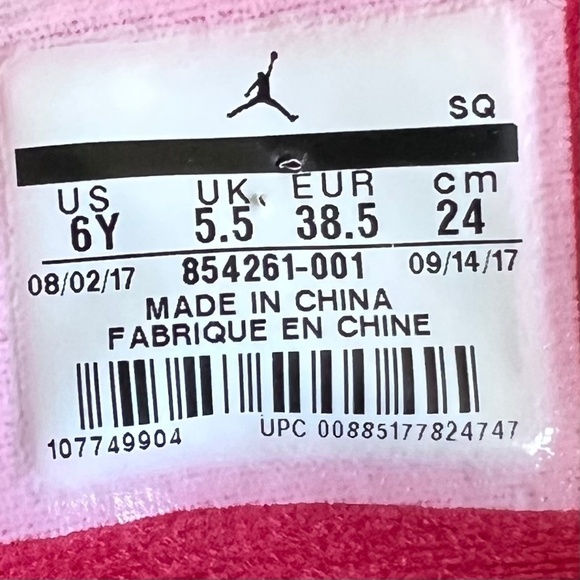 SQ
US UK EUR cm
6Y 5.5 38.5 24
08/02/17 854261-001 09/14/17
MADE IN CHINA
FABRIQUE EN CHINE
107749904 UPC 00885177824747